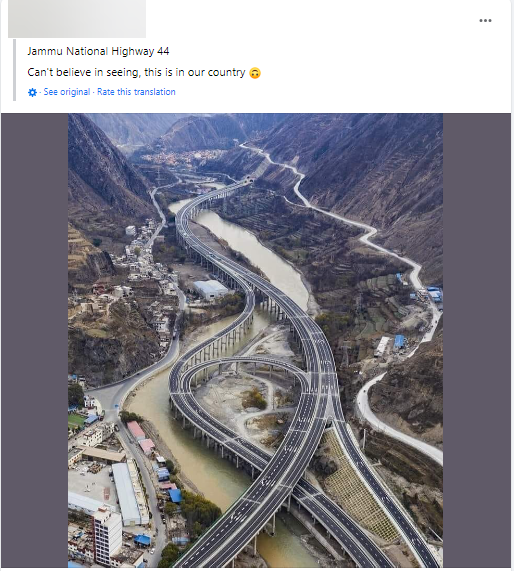 Jammu National Highway 44
Can't believe in seeing, this is in our country 🙃
· See original · Rate this translation